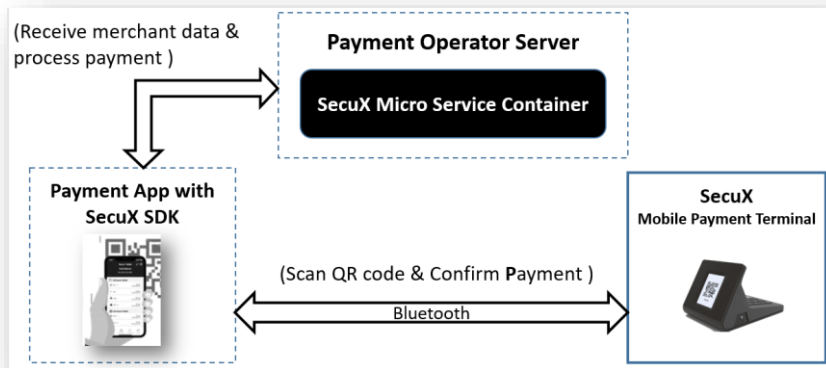 (Receive merchant data &
process payment )
Payment Operator Server
SecuX Micro Service Container
Payment App with
SecuX SDK
SecuX
Mobile Payment Terminal
(Scan QR code & Confirm Payment )
Bluetooth